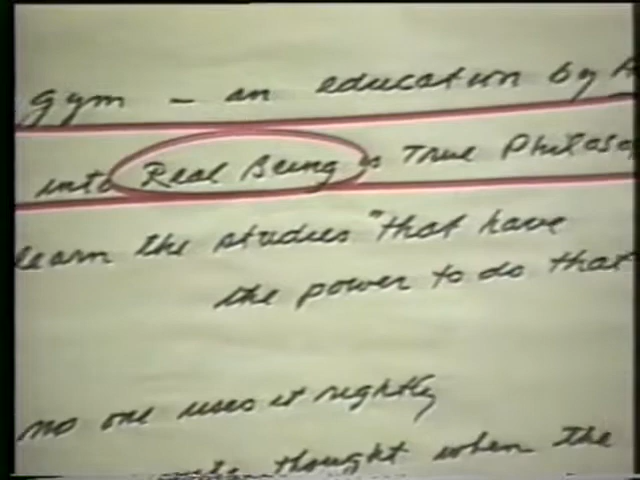 gym – an education by
into Real Being is True Philoso
learn the studies "that have
the power to do that
no one uses it rightly
thought when the